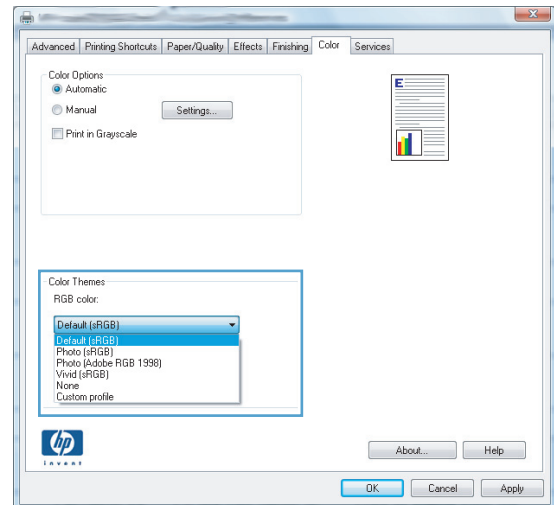 Advanced Printing Shortcuts Paper/Quality Effects Finishing Color Services
Color Options
Automatic
Manual Settings...
Print in Grayscale
E
Color Themes
RGB color:
Default (sRGB)
Default (sRGB)
Photo (sRGB)
Photo (Adobe RGB 1998)
Vivid (sRGB)
None
Custom profile
hp
invent
About... Help
OK Cancel Apply